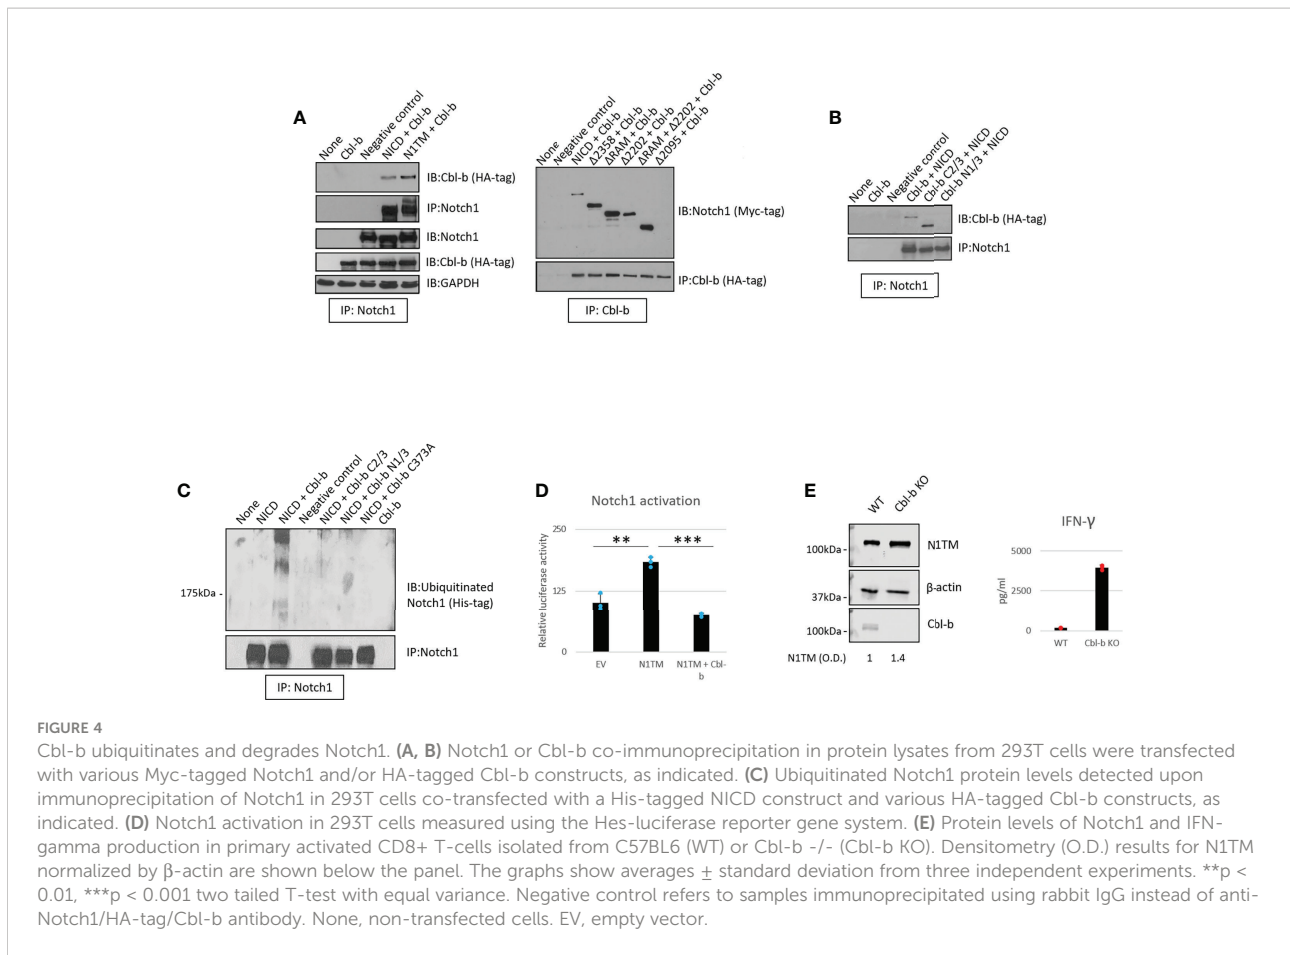 A
None
Cbl-b
Negative control
NICD + Cbl-b
N1TM + Cbl-b
IB:Cbl-b (HA-tag)
IP:Notch1
IB:Notch1
IB:Cbl-b (HA-tag)
IB:GAPDH
IP: Notch1
None
Negative control
NICD + Cbl-b
Δ2358 + Cbl-b
ΔRAM + Cbl-b
Δ2202 + Cbl-b
ΔRAM + Δ2202 + Cbl-b
Δ2095 + Cbl-b
IB:Notch1 (Myc-tag)
IP:Cbl-b (HA-tag)
IP: Cbl-b
B
None
Cbl-b
Negative control
Cbl-b + NICD
Cbl-b C2/3 + NICD
Cbl-b N1/3 + NICD
IB:Cbl-b (HA-tag)
IP:Notch1
IP: Notch1
C
None
NICD
NICD + Cbl-b
Negative control
NICD + Cbl-b C2/3
NICD + Cbl-b N1/3
NICD + Cbl-b C373A
Cbl-b
175kDa -
IB:Ubiquitinated
Notch1 (His-tag)
IP:Notch1
IP: Notch1
D
Notch1 activation
Relative luciferase activity
250
125
0
**
***
EV
N1TM
N1TM + Cbl-
b
E
WT
Cbl-b KO
100kDa -
N1TM
37kDa -
β-actin
100kDa -
Cbl-b
N1TM (O.D.) 1 1.4
IFN-γ
pg/ml
5000
2500
0
WT
Cbl-b KO
FIGURE 4
Cbl-b ubiquitinates and degrades Notch1. (A, B) Notch1 or Cbl-b co-immunoprecipitation in protein lysates from 293T cells were transfected
with various Myc-tagged Notch1 and/or HA-tagged Cbl-b constructs, as indicated. (C) Ubiquitinated Notch1 protein levels detected upon
immunoprecipitation of Notch1 in 293T cells co-transfected with a His-tagged NICD construct and various HA-tagged Cbl-b constructs, as
indicated. (D) Notch1 activation in 293T cells measured using the Hes-luciferase reporter gene system. (E) Protein levels of Notch1 and IFN-
gamma production in primary activated CD8+ T-cells isolated from C57BL6 (WT) or Cbl-b -/- (Cbl-b KO). Densitometry (O.D.) results for N1TM
normalized by β-actin are shown below the panel. The graphs show averages ± standard deviation from three independent experiments. **p <
0.01, ***p < 0.001 two tailed T-test with equal variance. Negative control refers to samples immunoprecipitated using rabbit IgG instead of anti-
Notch1/HA-tag/Cbl-b antibody. None, non-transfected cells. EV, empty vector.